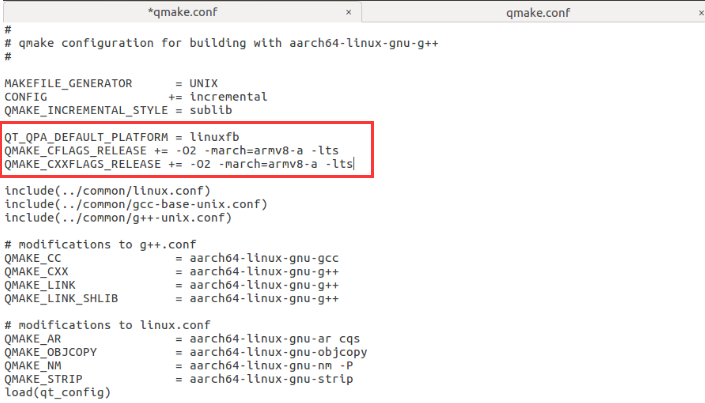 *qmake.conf × qmake.conf ×
#
# qmake configuration for building with aarch64-linux-gnu-g++
#
MAKEFILE_GENERATOR = UNIX
CONFIG += incremental
QMAKE_INCREMENTAL_STYLE = sublib
QT_QPA_DEFAULT_PLATFORM = linuxfb
QMAKE_CFLAGS_RELEASE += -O2 -march=armv8-a -lts
QMAKE_CXXFLAGS_RELEASE += -O2 -march=armv8-a -lts
include(../common/linux.conf)
include(../common/gcc-base-unix.conf)
include(../common/g++-unix.conf)
# modifications to g++.conf
QMAKE_CC = aarch64-linux-gnu-gcc
QMAKE_CXX = aarch64-linux-gnu-g++
QMAKE_LINK = aarch64-linux-gnu-g++
QMAKE_LINK_SHLIB = aarch64-linux-gnu-g++
# modifications to linux.conf
QMAKE_AR = aarch64-linux-gnu-ar cqs
QMAKE_OBJCOPY = aarch64-linux-gnu-objcopy
QMAKE_NM = aarch64-linux-gnu-nm -P
QMAKE_STRIP = aarch64-linux-gnu-strip
load(qt_config)